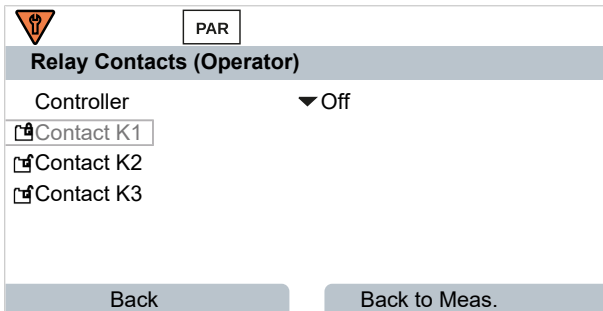 PAR
Relay Contacts (Operator)
Controller Off
Contact K1
Contact K2
Contact K3
Back Back to Meas.